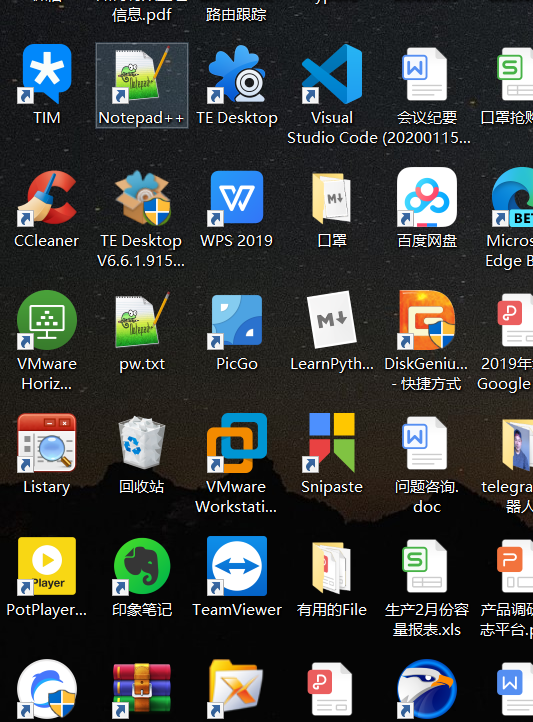 信息.pdf
路由跟踪
TIM
Notepad++
TE Desktop
Visual
Studio Code
会议纪要
(20200115...
口罩抢购
CCleaner
TE Desktop
V6.6.1.915...
WPS 2019
口罩
百度网盘
BET
Micros
Edge B
VMware
Horiz...
pw.txt
PicGo
LearnPyth...
DiskGeniu...
- 快捷方式
2019年
Google
Listary
回收站
VMware
Workstati...
Snipaste
问题咨询.
doc
telegra
器人
Player
PotPlayer...
印象笔记
TeamViewer
有用的File
生产2月份容
量报表.xls
产品调研
志平台.p